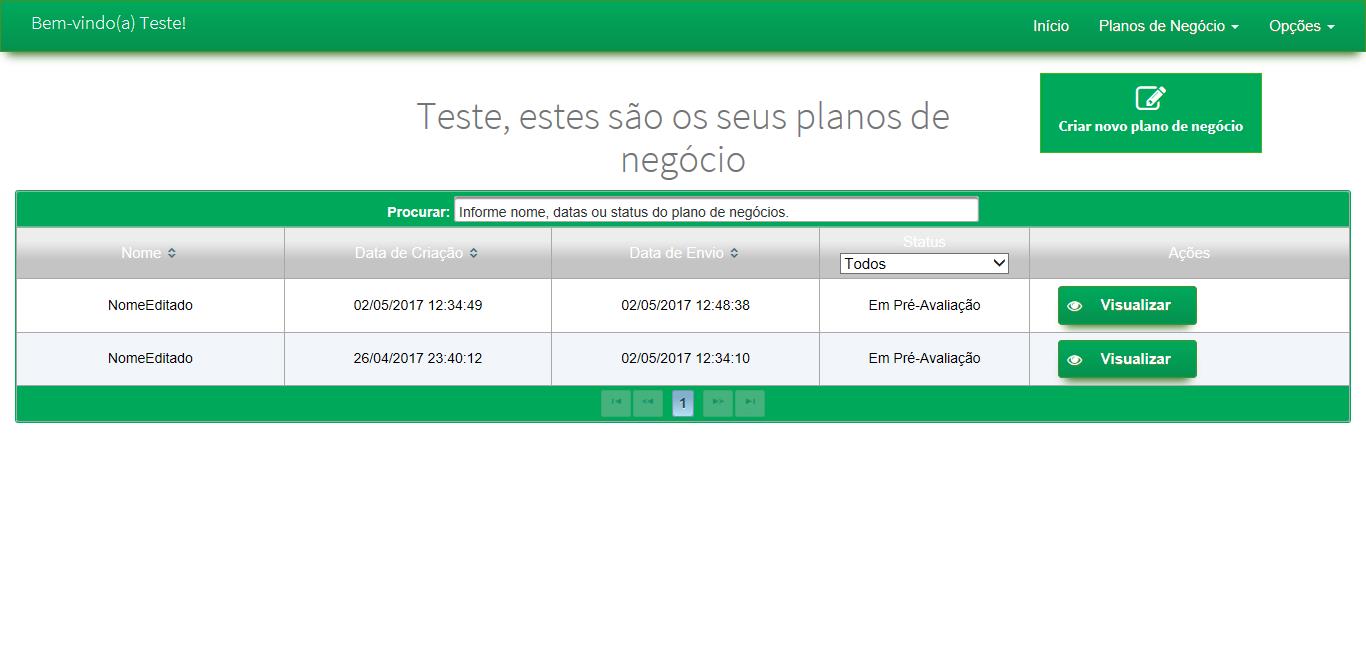 Bem-vindo(a) Teste!
Início Planos de Negócio Opções
Teste, estes são os seus planos de
negócio
Criar novo plano de negócio
Procurar: Informe nome, datas ou status do plano de negócios.
Nome Data de Criação Data de Envio Status Ações
Todos
NomeEditado 02/05/2017 12:34:49 02/05/2017 12:48:38 Em Pré-Avaliação Visualizar
NomeEditado 26/04/2017 23:40:12 02/05/2017 12:34:10 Em Pré-Avaliação Visualizar
1